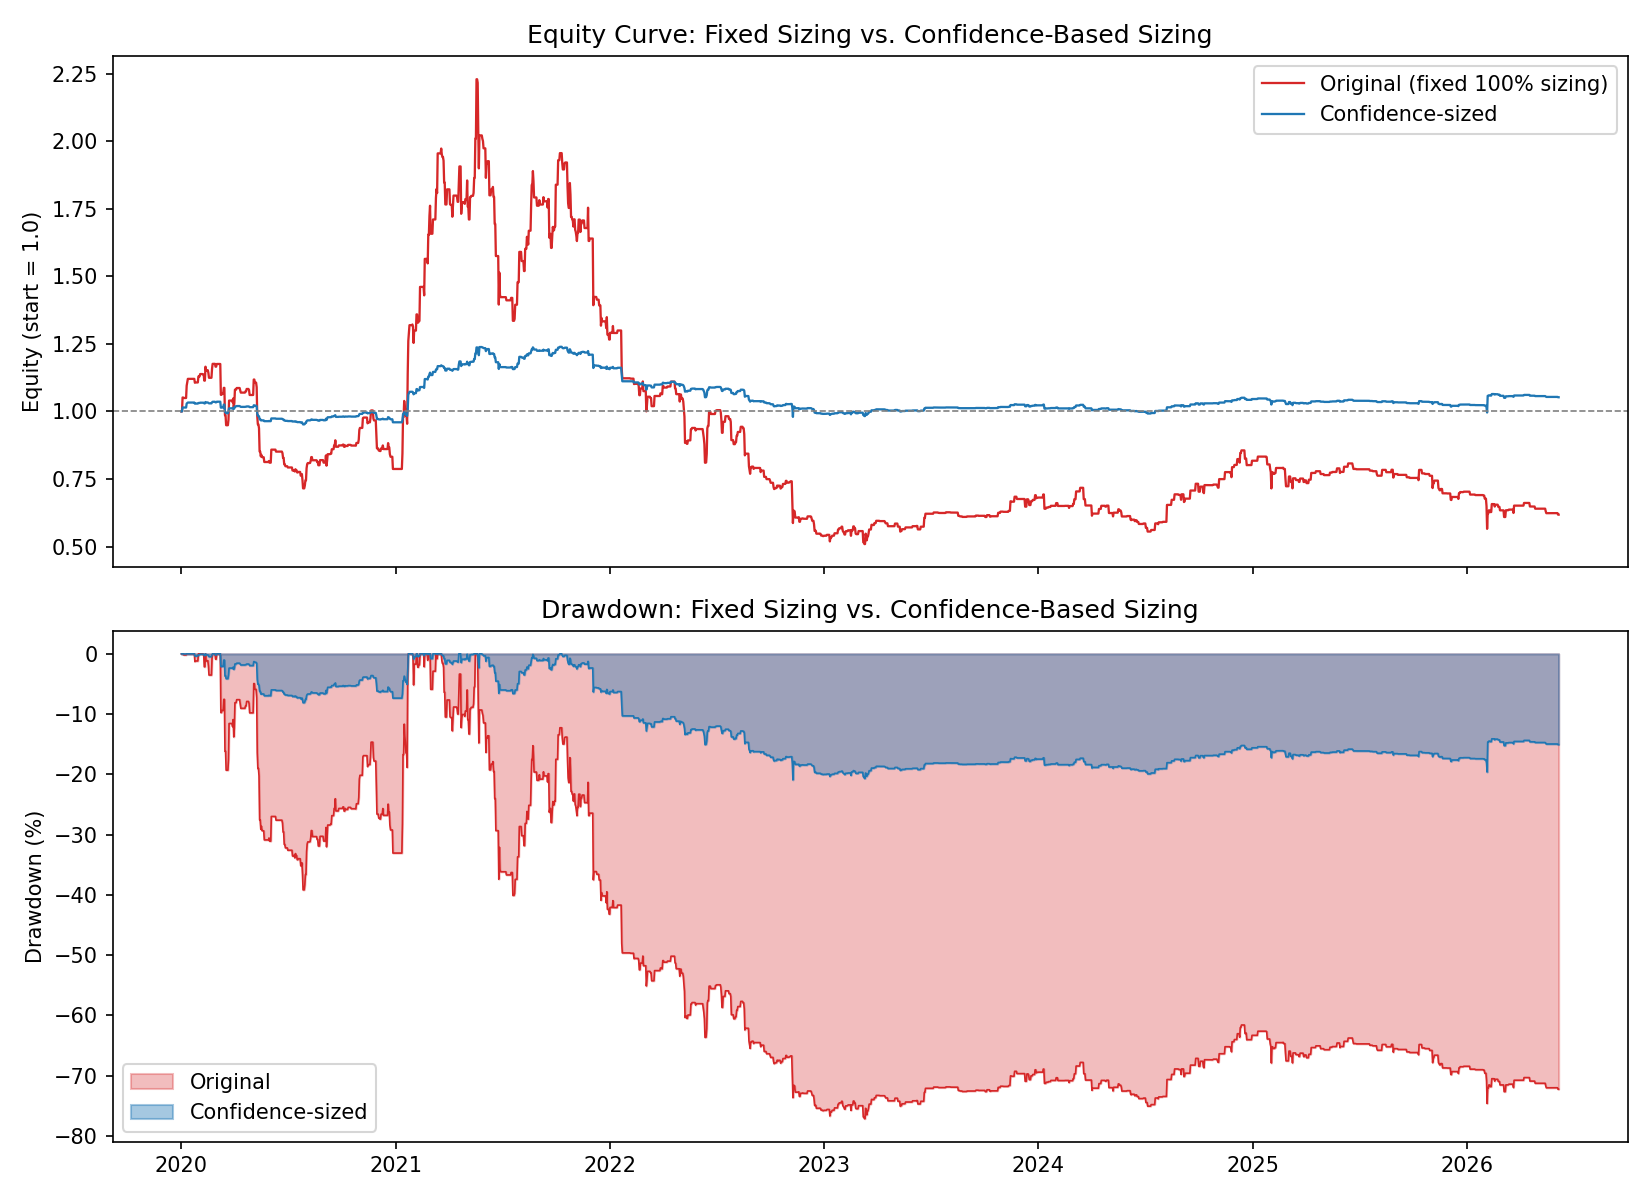 Equity Curve: Fixed Sizing vs. Confidence-Based Sizing
Equity (start = 1.0)
2.25
2.00
1.75
1.50
1.25
1.00
0.75
0.50
Original (fixed 100% sizing)
Confidence-sized
Drawdown: Fixed Sizing vs. Confidence-Based Sizing
Drawdown (%)
0
−10
−20
−30
−40
−50
−60
−70
−80
Original
Confidence-sized
2020 2021 2022 2023 2024 2025 2026